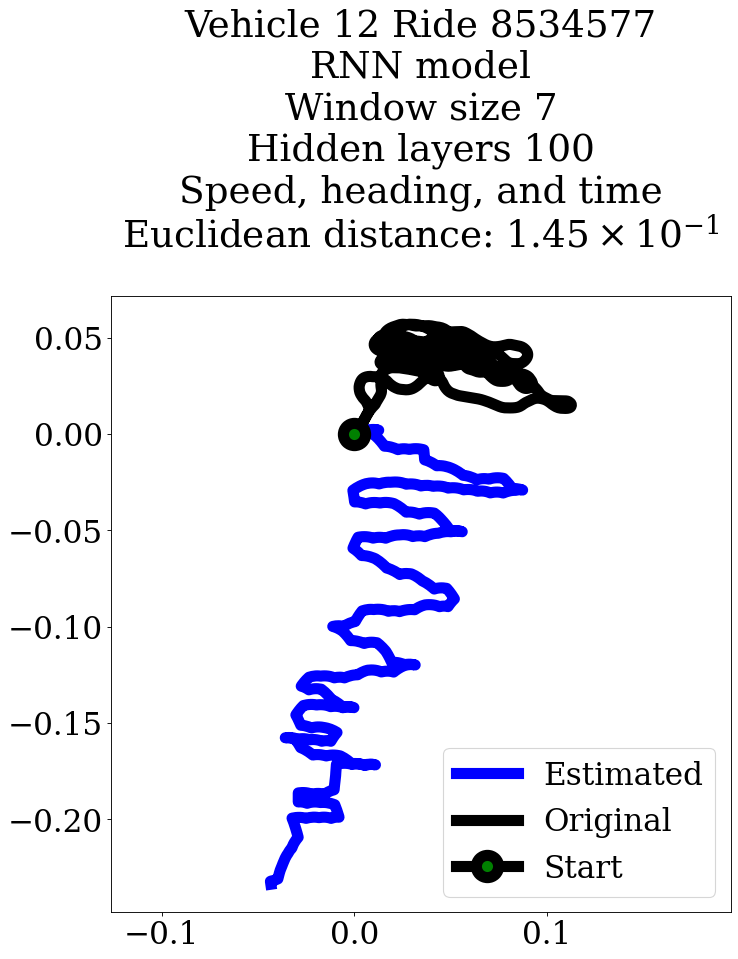 Vehicle 12 Ride 8534577
RNN model
Window size 7
Hidden layers 100
Speed, heading, and time
Euclidean distance: 1.45 × 10⁻¹
0.05
0.00
−0.05
−0.10
−0.15
−0.20
Estimated
Original
Start
−0.1
0.0
0.1